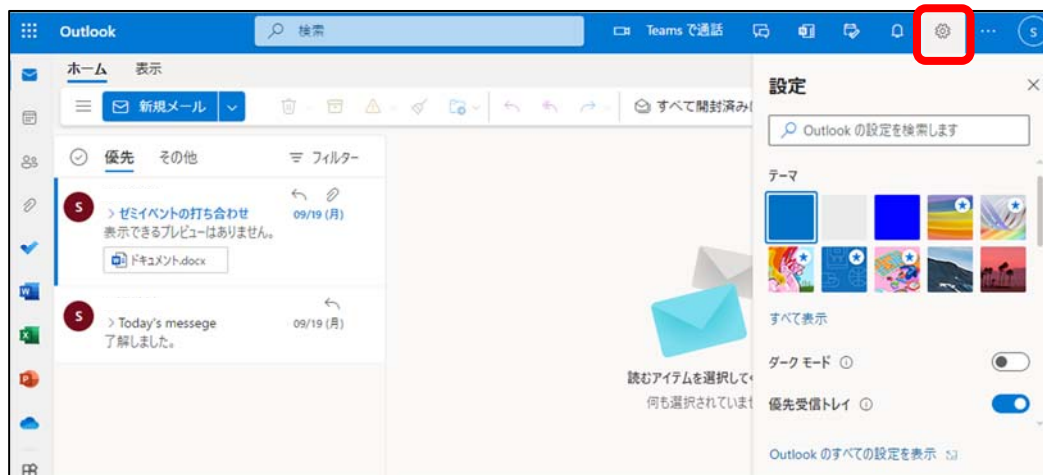 Outlook
検索
Teams で通話
S
ホーム 表示
新規メール
すべて開封済み
優先 その他 フィルター
S
> ゼミイベントの打ち合わせ 09/19 (月)
表示できるプレビューはありません。
ドキュメント.docx
S
> Today's messege 09/19 (月)
了解しました。
読むアイテムを選択して
何も選択されていませ
設定
Outlook の設定を検索します
テーマ
すべて表示
ダーク モード
優先受信トレイ
Outlook のすべての設定を表示